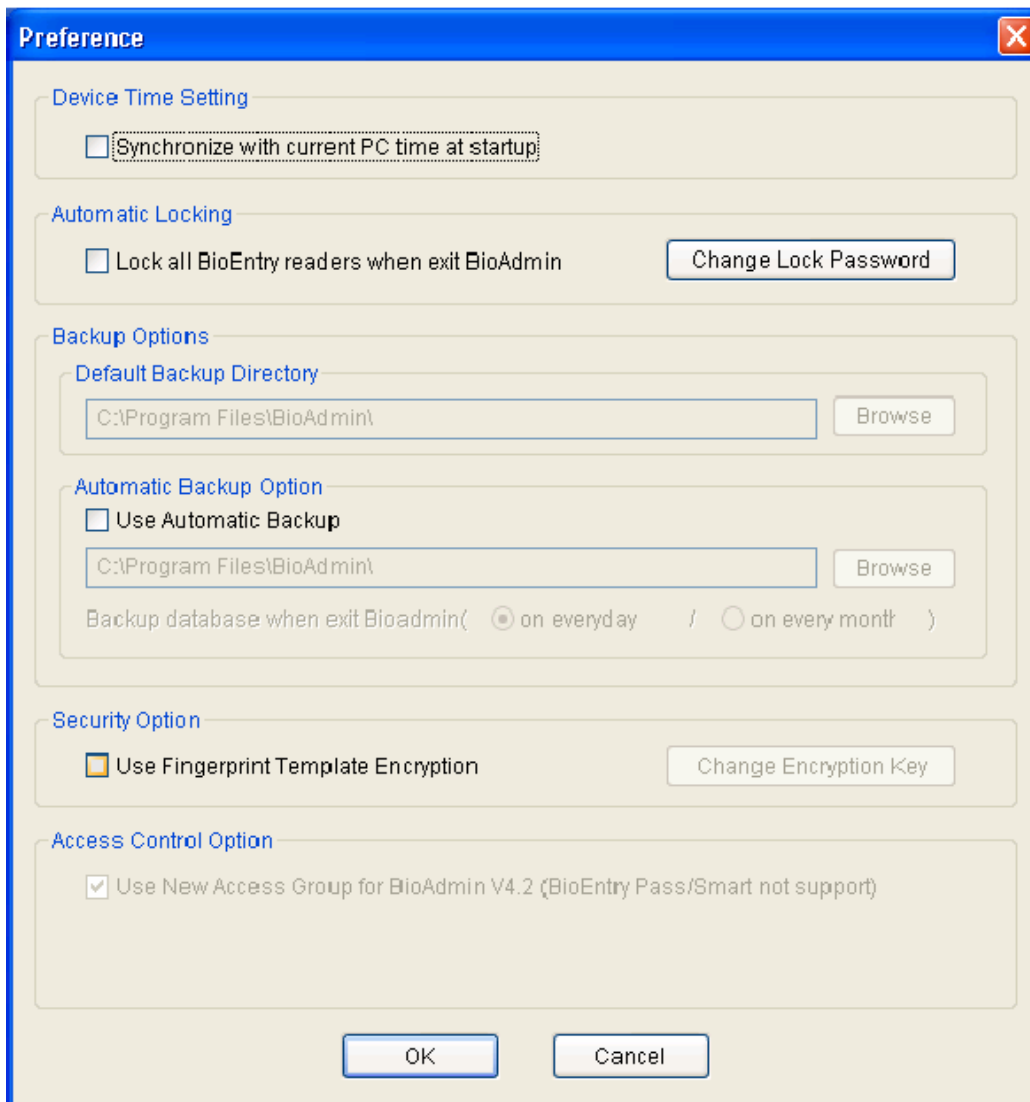 Preference
Device Time Setting
Synchronize with current PC time at startup
Automatic Locking
Lock all BioEntry readers when exit BioAdmin Change Lock Password
Backup Options
Default Backup Directory
C:\Program Files\BioAdmin\ Browse
Automatic Backup Option
Use Automatic Backup
C:\Program Files\BioAdmin\ Browse
Backup database when exit Bioadmin( on everyday / on every month )
Security Option
Use Fingerprint Template Encryption Change Encryption Key
Access Control Option
Use New Access Group for BioAdmin V4.2 (BioEntry Pass/Smart not support)
OK Cancel